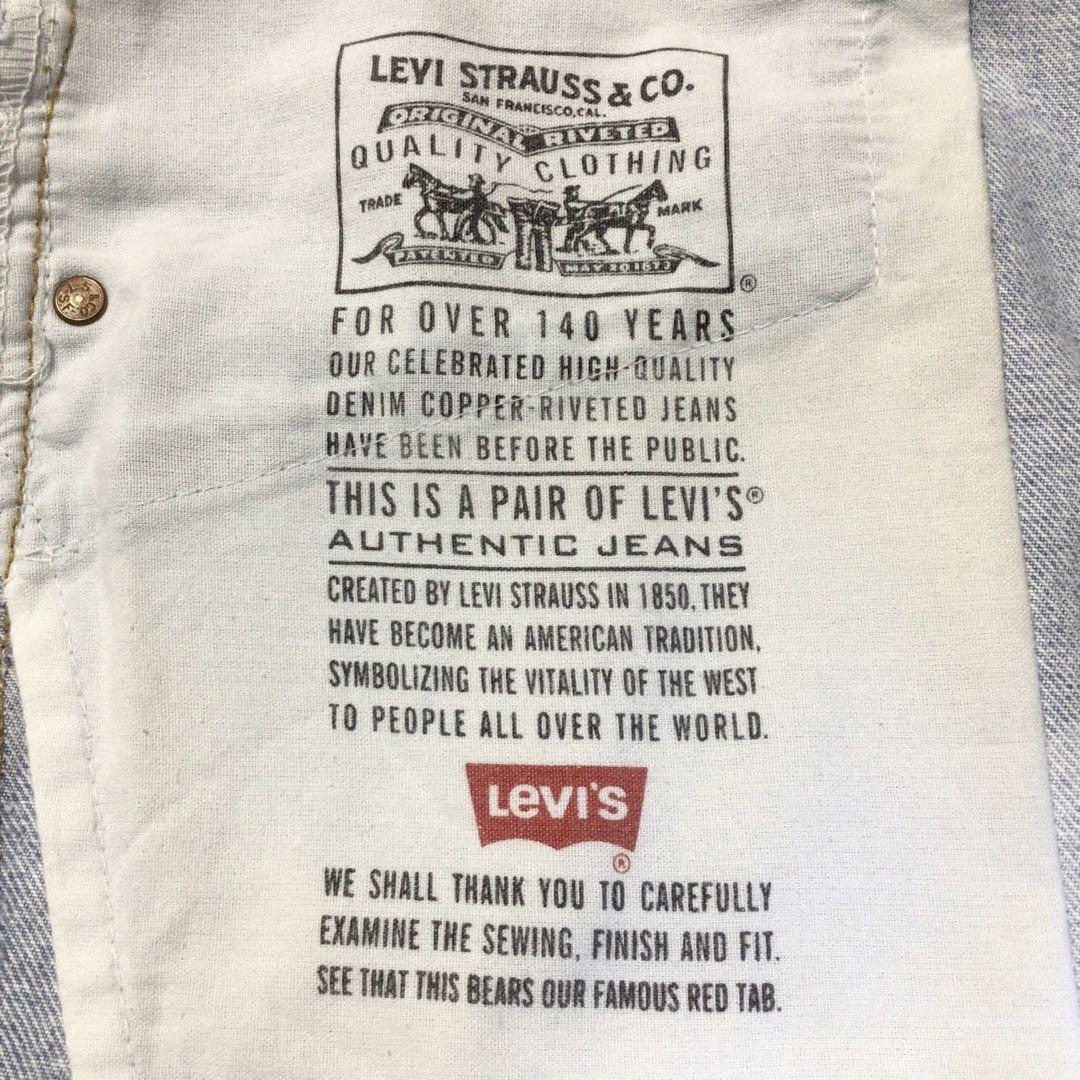 LEVI STRAUSS & CO.
SAN FRANCISCO, CAL.
ORIGINAL RIVETED
QUALITY CLOTHING
TRADE MARK
PATENTED MAY 20 1873
®
FOR OVER 140 YEARS
OUR CELEBRATED HIGH-QUALITY
DENIM COPPER-RIVETED JEANS
HAVE BEEN BEFORE THE PUBLIC.
THIS IS A PAIR OF LEVI'S®
AUTHENTIC JEANS
CREATED BY LEVI STRAUSS IN 1850, THEY
HAVE BECOME AN AMERICAN TRADITION,
SYMBOLIZING THE VITALITY OF THE WEST
TO PEOPLE ALL OVER THE WORLD.
LEVI'S
®
WE SHALL THANK YOU TO CAREFULLY
EXAMINE THE SEWING, FINISH AND FIT.
SEE THAT THIS BEARS OUR FAMOUS RED TAB.